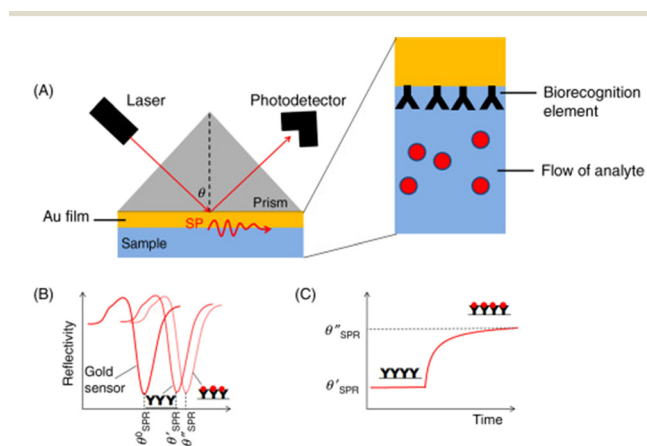 (A)
Laser
Photodetector
θ
Prism
Au film
SP
Sample
Biorecognition
element
Flow of analyte
(B)
Reflectivity
Gold
sensor
θ⁰SPR
θ′SPR
θ″SPR
(C)
θ″SPR
θ′SPR
Time